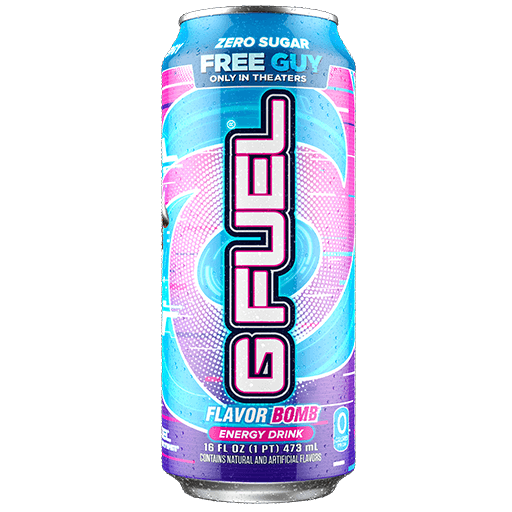 ZERO SUGAR
FREE GUY
ONLY IN THEATERS
®
G FUEL
FLAVOR BOMB
ENERGY DRINK
16 FL OZ (1 PT) 473 mL
CONTAINS NATURAL AND ARTIFICIAL FLAVORS
0